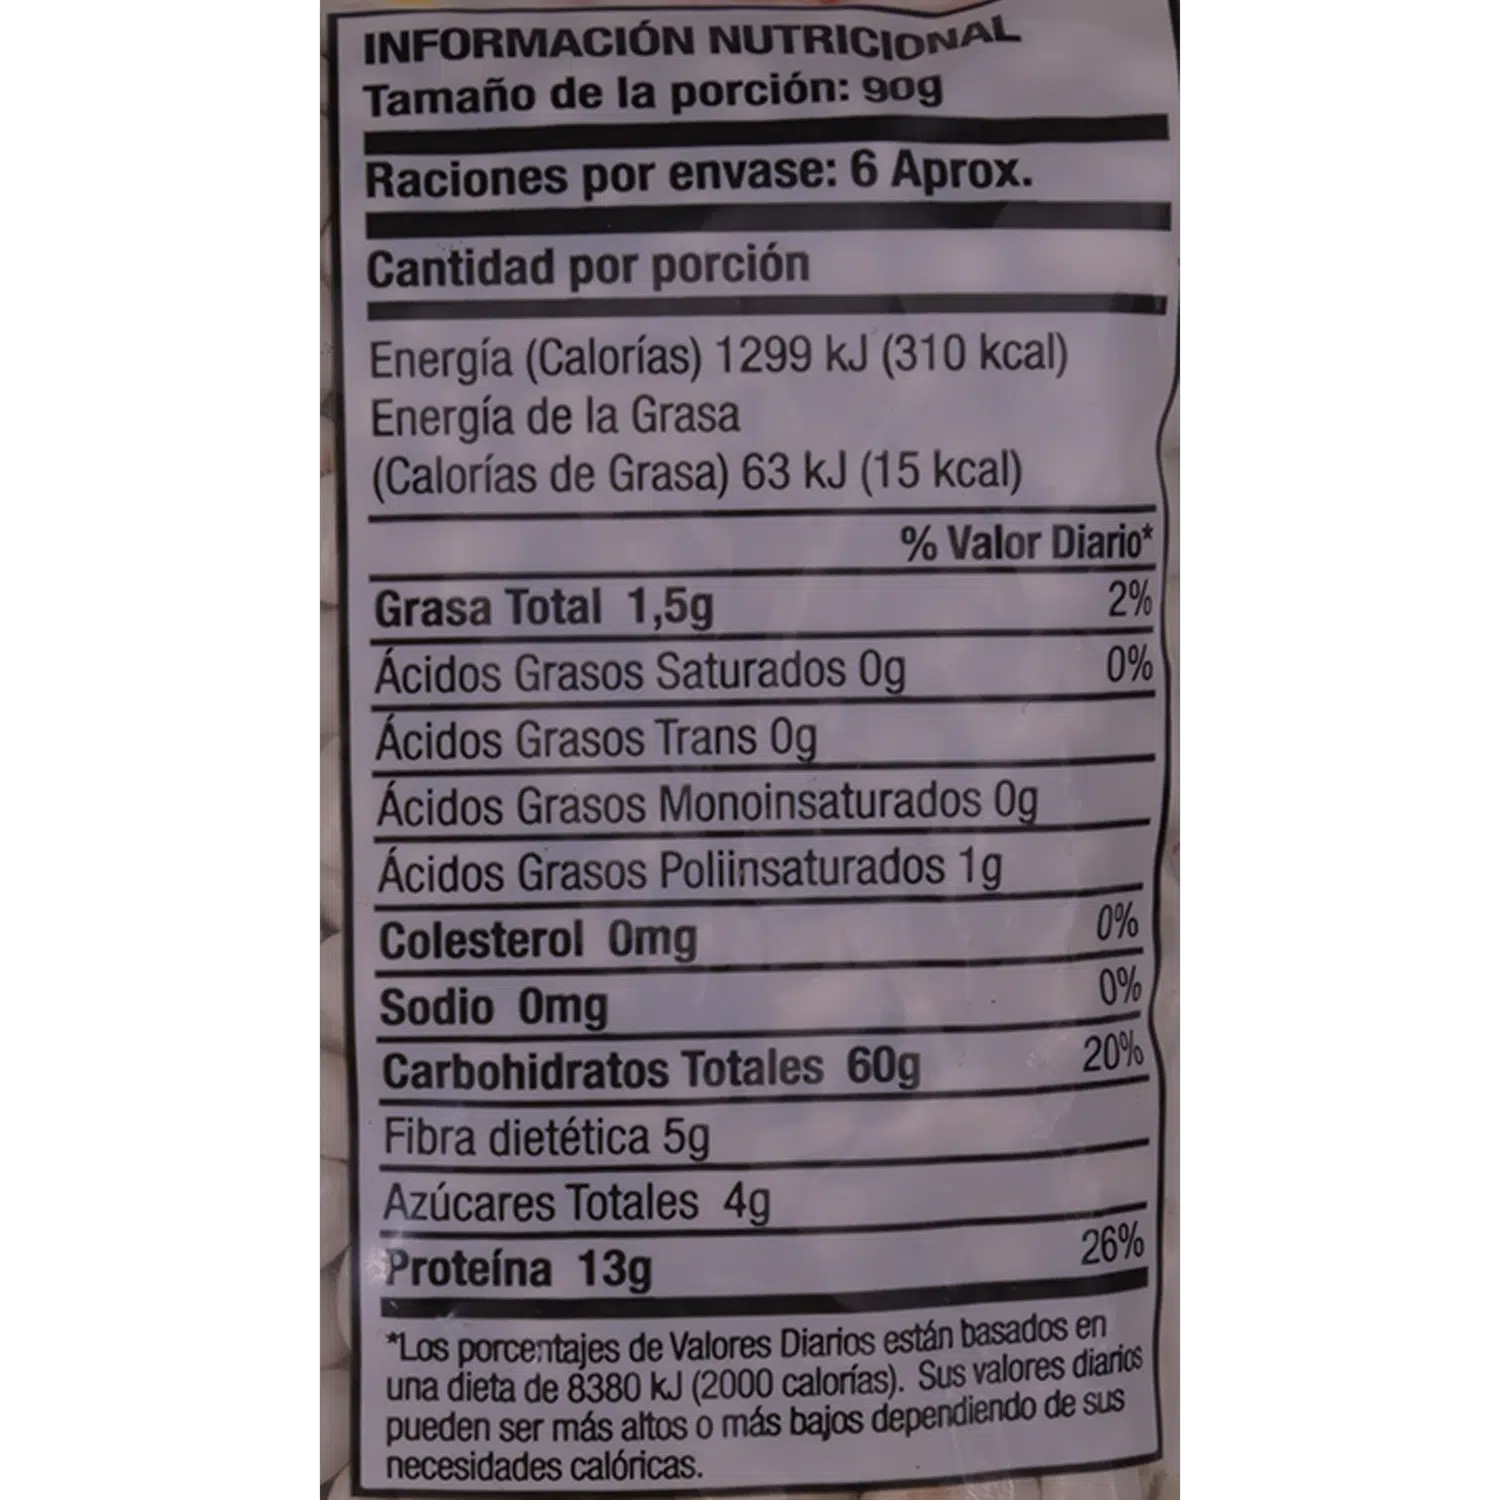 INFORMACIÓN NUTRICIONAL
Tamaño de la porción: 90g
Raciones por envase: 6 Aprox.
Cantidad por porción
Energía (Calorías) 1299 kJ (310 kcal)
Energía de la Grasa
(Calorías de Grasa) 63 kJ (15 kcal)
% Valor Diario*
Grasa Total 1,5g 2%
Ácidos Grasos Saturados 0g 0%
Ácidos Grasos Trans 0g
Ácidos Grasos Monoinsaturados 0g
Ácidos Grasos Poliinsaturados 1g
Colesterol 0mg 0%
Sodio 0mg 0%
Carbohidratos Totales 60g 20%
Fibra dietética 5g
Azúcares Totales 4g
Proteína 13g 26%
*Los porcentajes de Valores Diarios están basados en
una dieta de 8380 kJ (2000 calorías). Sus valores diarios
pueden ser más altos o más bajos dependiendo de sus
necesidades calóricas.